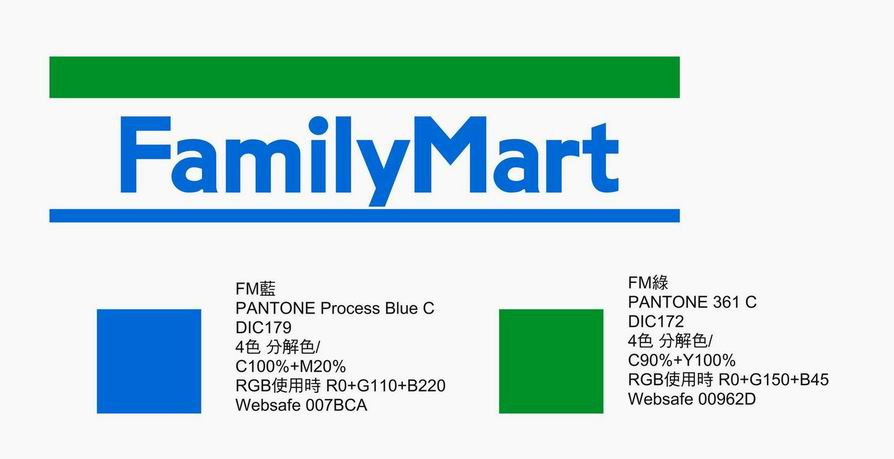 FamilyMart
FM藍
PANTONE Process Blue C
DIC179
4色 分解色/
C100%+M20%
RGB使用時 R0+G110+B220
Websafe 007BCA
FM綠
PANTONE 361 C
DIC172
4色 分解色/
C90%+Y100%
RGB使用時 R0+G150+B45
Websafe 00962D